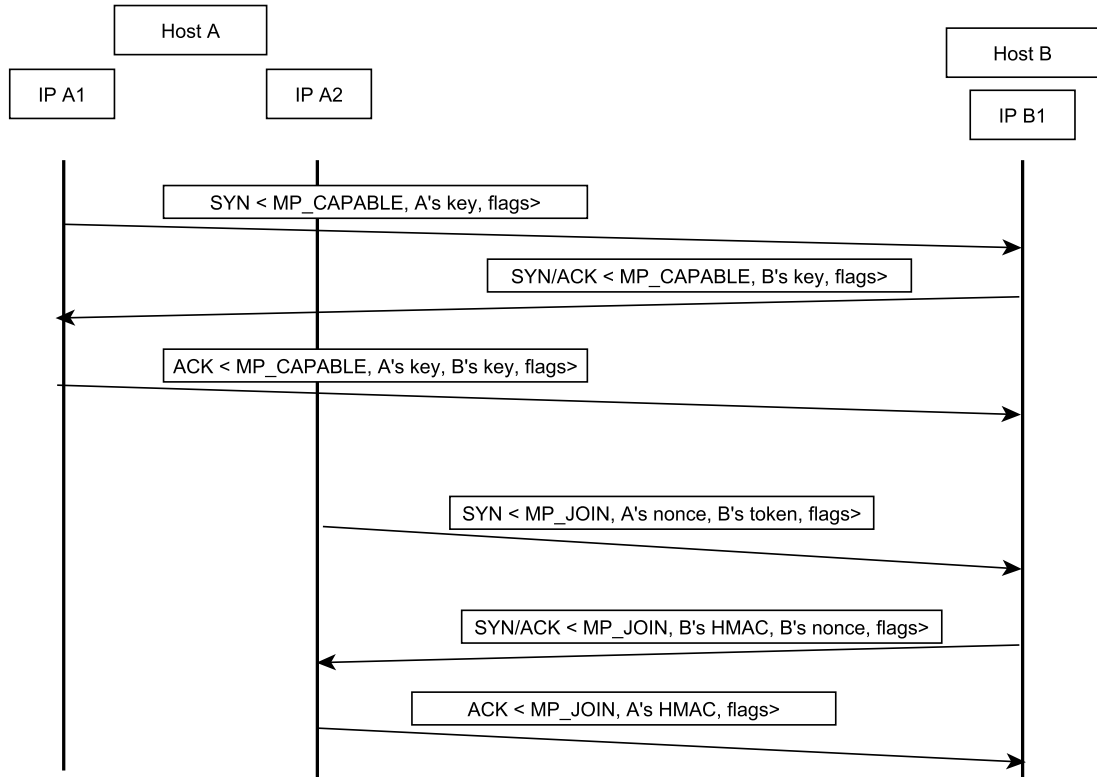 Host A
Host B
IP A1
IP A2
IP B1
SYN < MP_CAPABLE, A's key, flags>
SYN/ACK < MP_CAPABLE, B's key, flags>
ACK < MP_CAPABLE, A's key, B's key, flags>
SYN < MP_JOIN, A's nonce, B's token, flags>
SYN/ACK < MP_JOIN, B's HMAC, B's nonce, flags>
ACK < MP_JOIN, A's HMAC, flags>